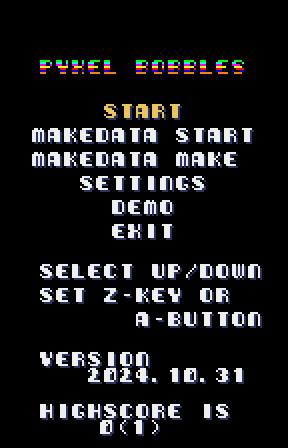 PYXEL BOBBLES
START
MAKEDATA START
MAKEDATA MAKE
SETTINGS
DEMO
EXIT
SELECT UP/DOWN
SET Z-KEY OR
A-BUTTON
VERSION
2024.10.31
HIGHSCORE IS
0(1)